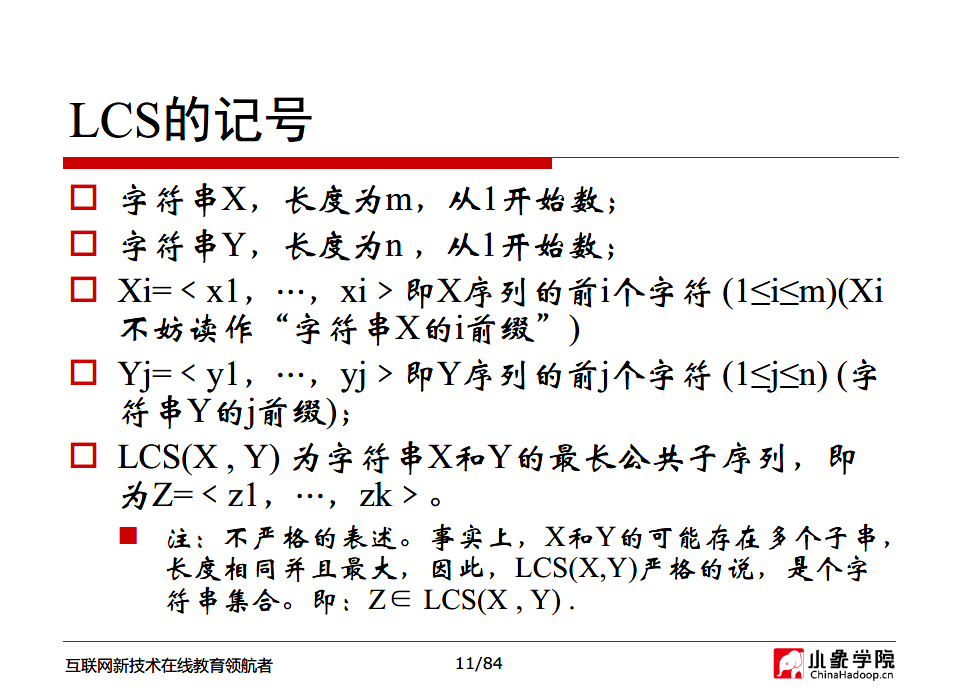 LCS的记号
字符串X，长度为m，从1开始数；
字符串Y，长度为n ，从1开始数；
Xi=﹤x1，…，xi﹥即X序列的前i个字符 (1≤i≤m)(Xi
不妨读作“字符串X的i前缀”)
Yj=﹤y1，…，yj﹥即Y序列的前j个字符 (1≤j≤n) (字
符串Y的j前缀)；
LCS(X , Y) 为字符串X和Y的最长公共子序列，即
为Z=﹤z1，…，zk﹥。
注：不严格的表述。事实上，X和Y的可能存在多个子串，
长度相同并且最大，因此，LCS(X,Y)严格的说，是个字
符串集合。即：Z∈ LCS(X , Y) .
互联网新技术在线教育领航者
11/84
小象学院
ChinaHadoop.cn